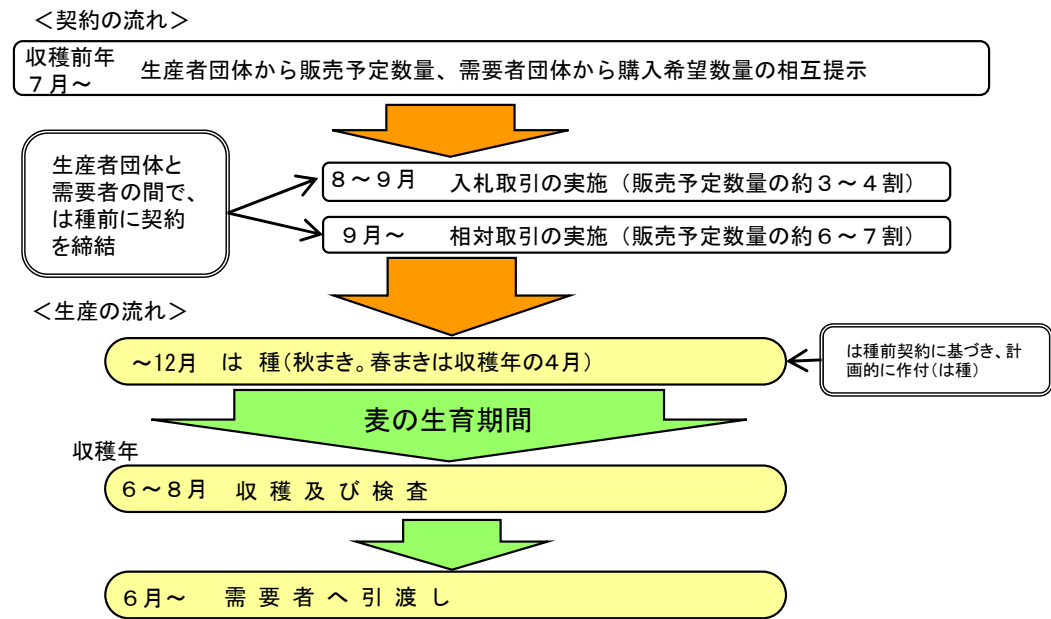 ＜契約の流れ＞
収穫前年
７月～
生産者団体から販売予定数量、需要者団体から購入希望数量の相互提示
生産者団体と
需要者の間で、
は種前に契約
を締結
８～９月　入札取引の実施（販売予定数量の約３～４割）
９月～　相対取引の実施（販売予定数量の約６～７割）
＜生産の流れ＞
～12月　は　種（秋まき。春まきは収穫年の４月）
は種前契約に基づき、計
画的に作付（は種）
麦の生育期間
収穫年
６～８月　収 穫 及 び 検 査
６月～　需 要 者 へ 引 渡 し